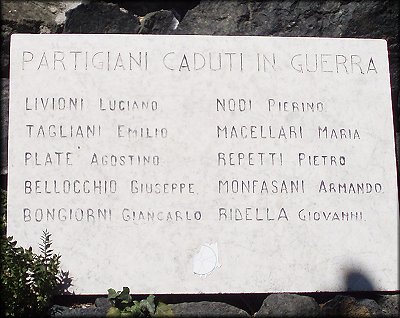 PARTIGIANI CADUTI IN GUERRA
LIVIONI LUCIANO
TAGLIANI EMILIO
PLATE' AGOSTINO
BELLOCCHIO GIUSEPPE
BONGIORNI GIANCARLO
NODI PIERINO
MACELLARI MARIA
REPETTI PIETRO
MONFASANI ARMANDO
RIDELLA GIOVANNI